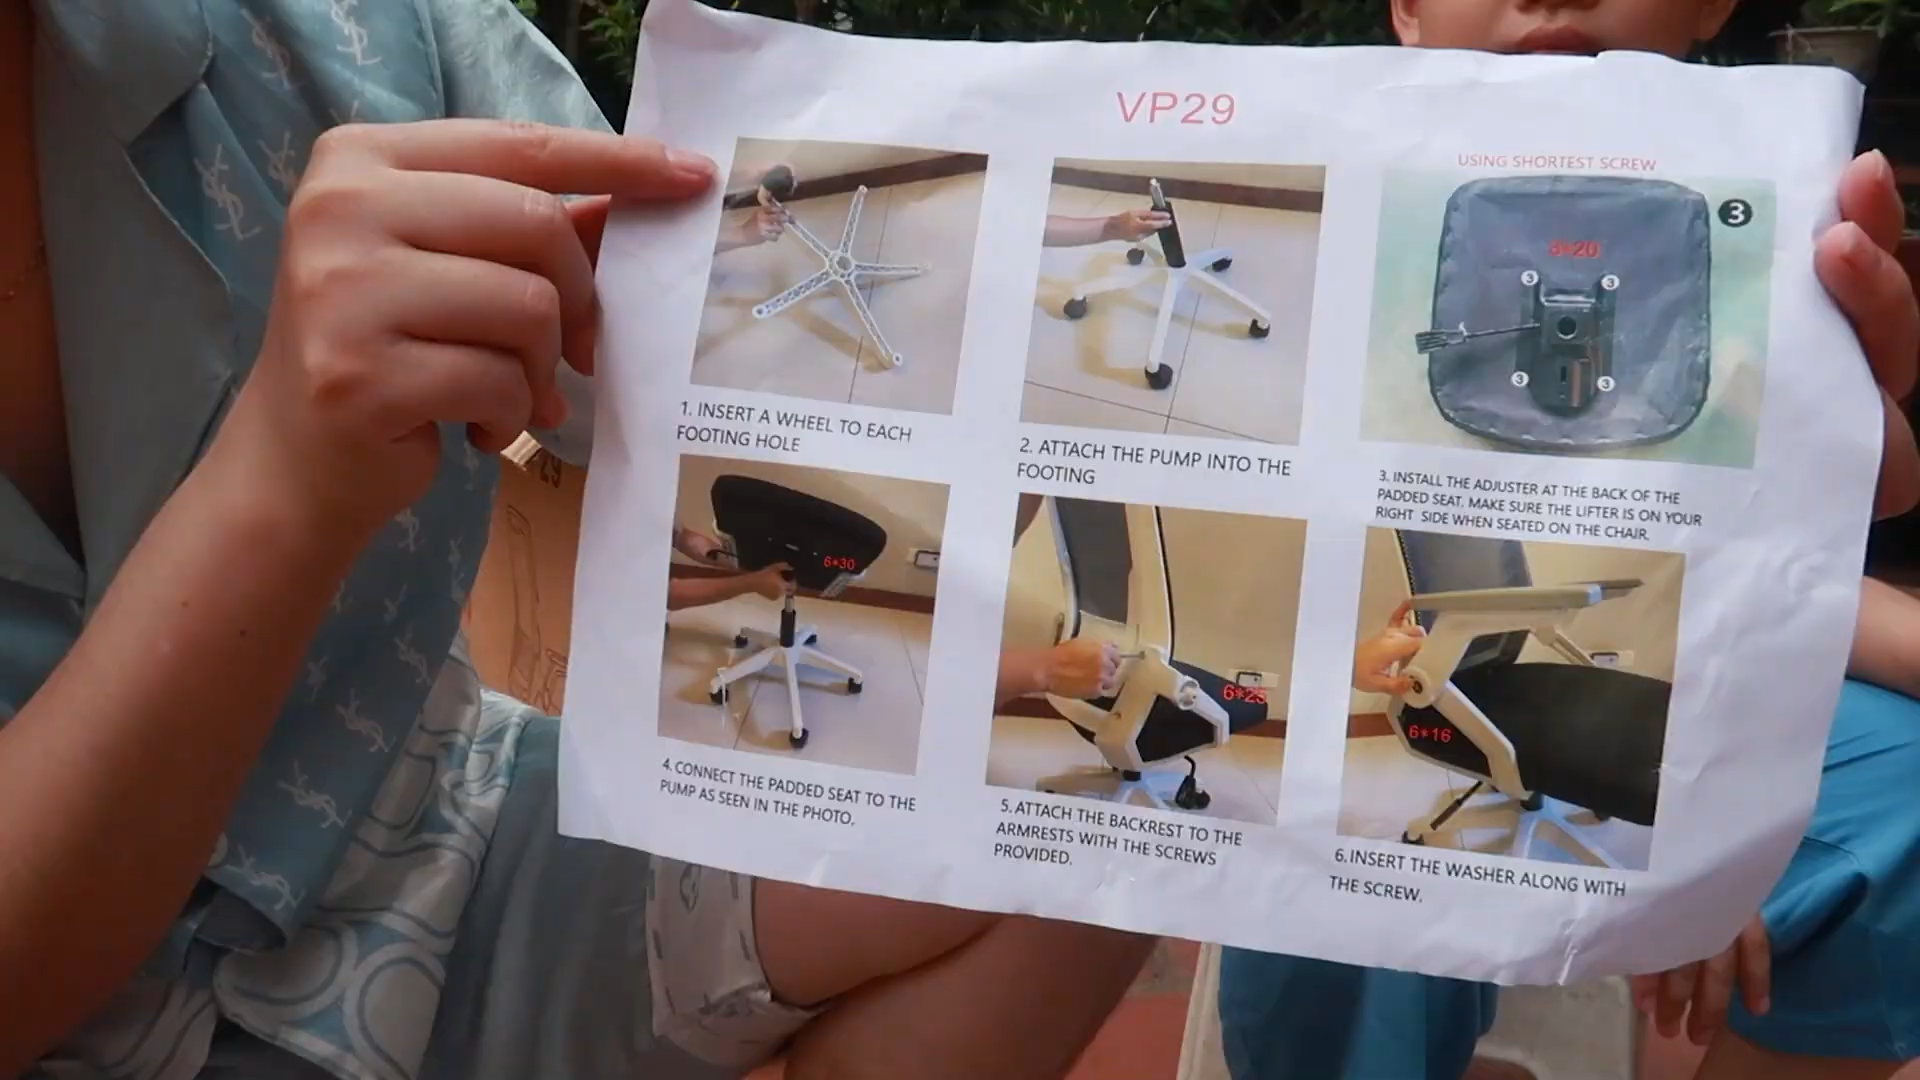 VP29
1. INSERT A WHEEL TO EACH
FOOTING HOLE
2. ATTACH THE PUMP INTO THE
FOOTING
USING SHORTEST SCREW
3
8*20
3
3
3
3
3. INSTALL THE ADJUSTER AT THE BACK OF THE
PADDED SEAT. MAKE SURE THE LIFTER IS ON YOUR
RIGHT SIDE WHEN SEATED ON THE CHAIR.
6*30
4. CONNECT THE PADDED SEAT TO THE
PUMP AS SEEN IN THE PHOTO.
6*25
5. ATTACH THE BACKREST TO THE
ARMRESTS WITH THE SCREWS
PROVIDED.
6*16
6. INSERT THE WASHER ALONG WITH
THE SCREW.
29
YSL